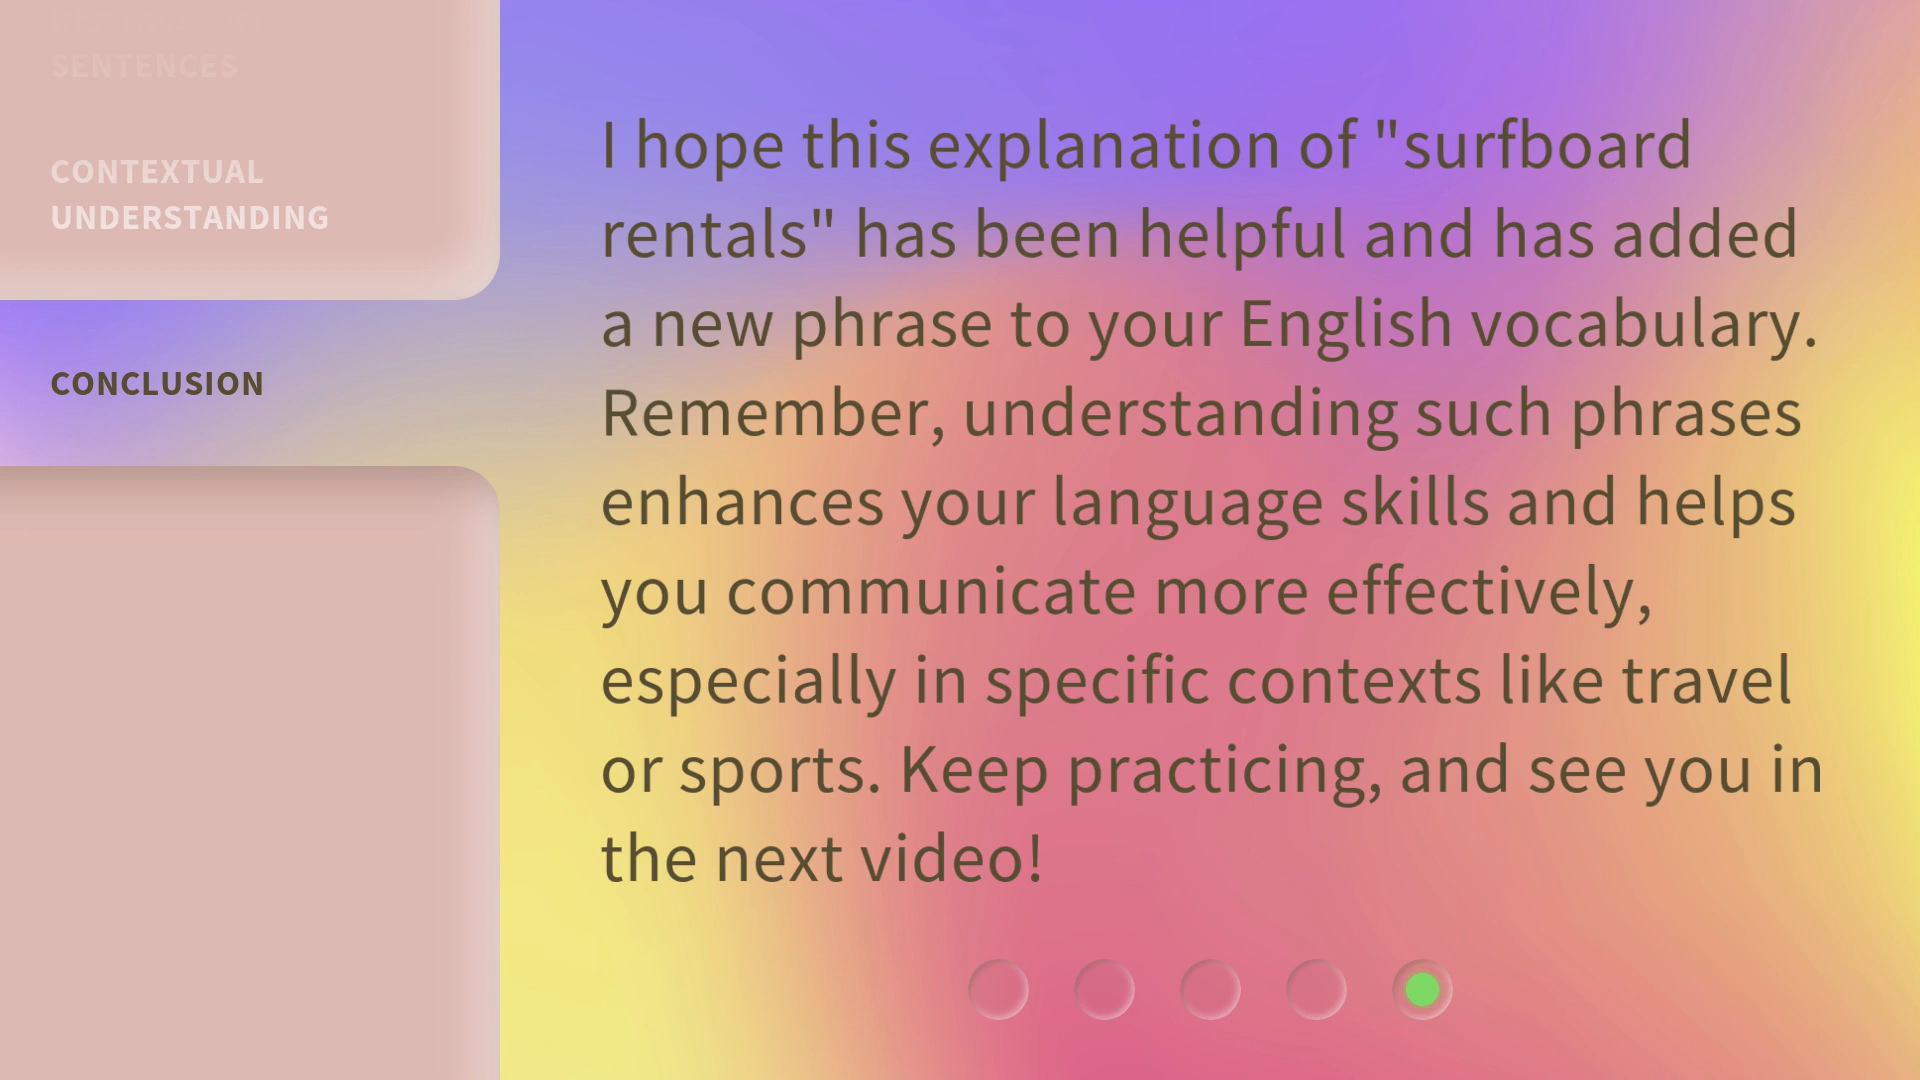 SENTENCES
CONTEXTUAL
UNDERSTANDING
CONCLUSION
I hope this explanation of "surfboard
rentals" has been helpful and has added
a new phrase to your English vocabulary.
Remember, understanding such phrases
enhances your language skills and helps
you communicate more effectively,
especially in specific contexts like travel
or sports. Keep practicing, and see you in
the next video!